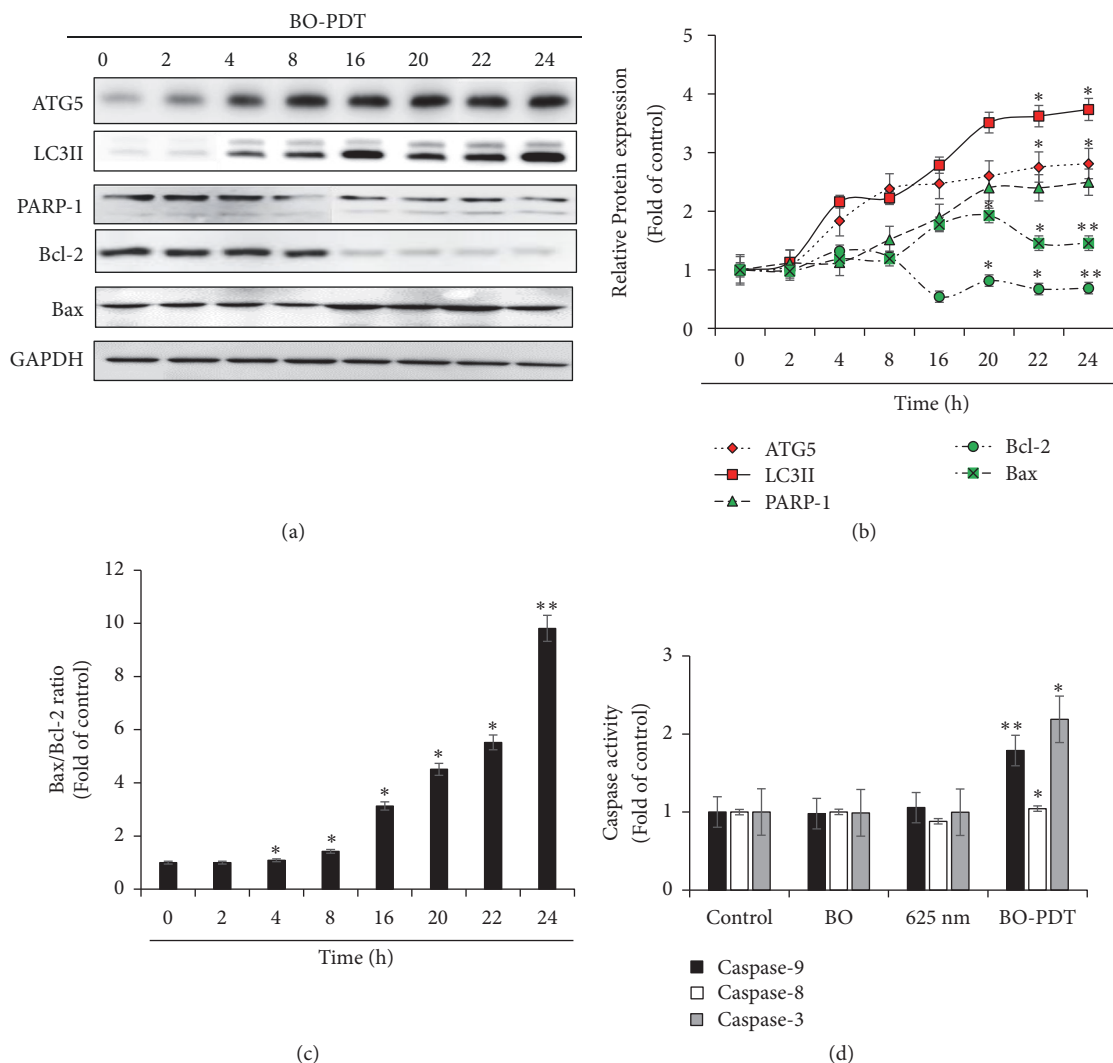 BO-PDT
0 2 4 8 16 20 22 24
ATG5
LC3II
PARP-1
Bcl-2
Bax
GAPDH
(a)
Relative Protein expression
(Fold of control)
5
4
3
2
1
0
* *
* *
*
* **
* * **
0 2 4 8 16 20 22 24
Time (h)
ATG5
LC3II
PARP-1
Bcl-2
Bax
(b)
Bax/Bcl-2 ratio
(Fold of control)
12
10
8
6
4
2
0
* * * * * **
0 2 4 8 16 20 22 24
Time (h)
(c)
Caspase activity
(Fold of control)
3
2
1
0
** * *
Control BO 625 nm BO-PDT
Caspase-9
Caspase-8
Caspase-3
(d)